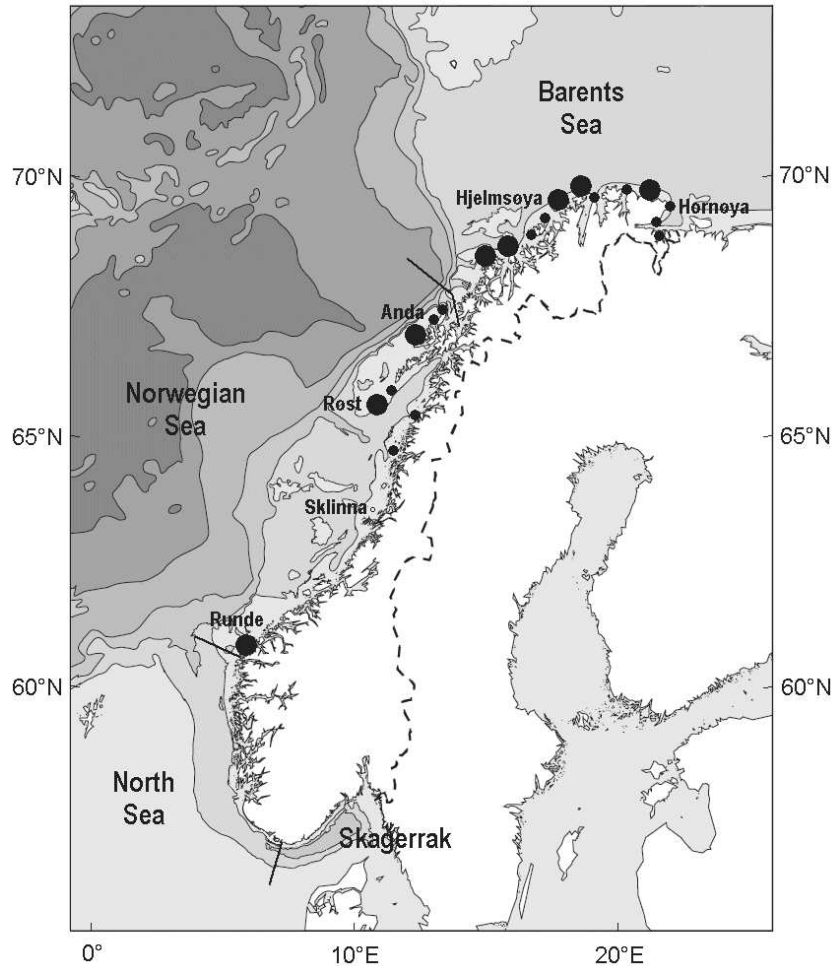 Barents
Sea
70°N
70°N
Hjelmsøya
Hornøya
Anda
Norwegian
Sea
Røst
65°N
65°N
Sklinna
Runde
60°N
60°N
North
Sea
Skagerrak
0°
10°E
20°E